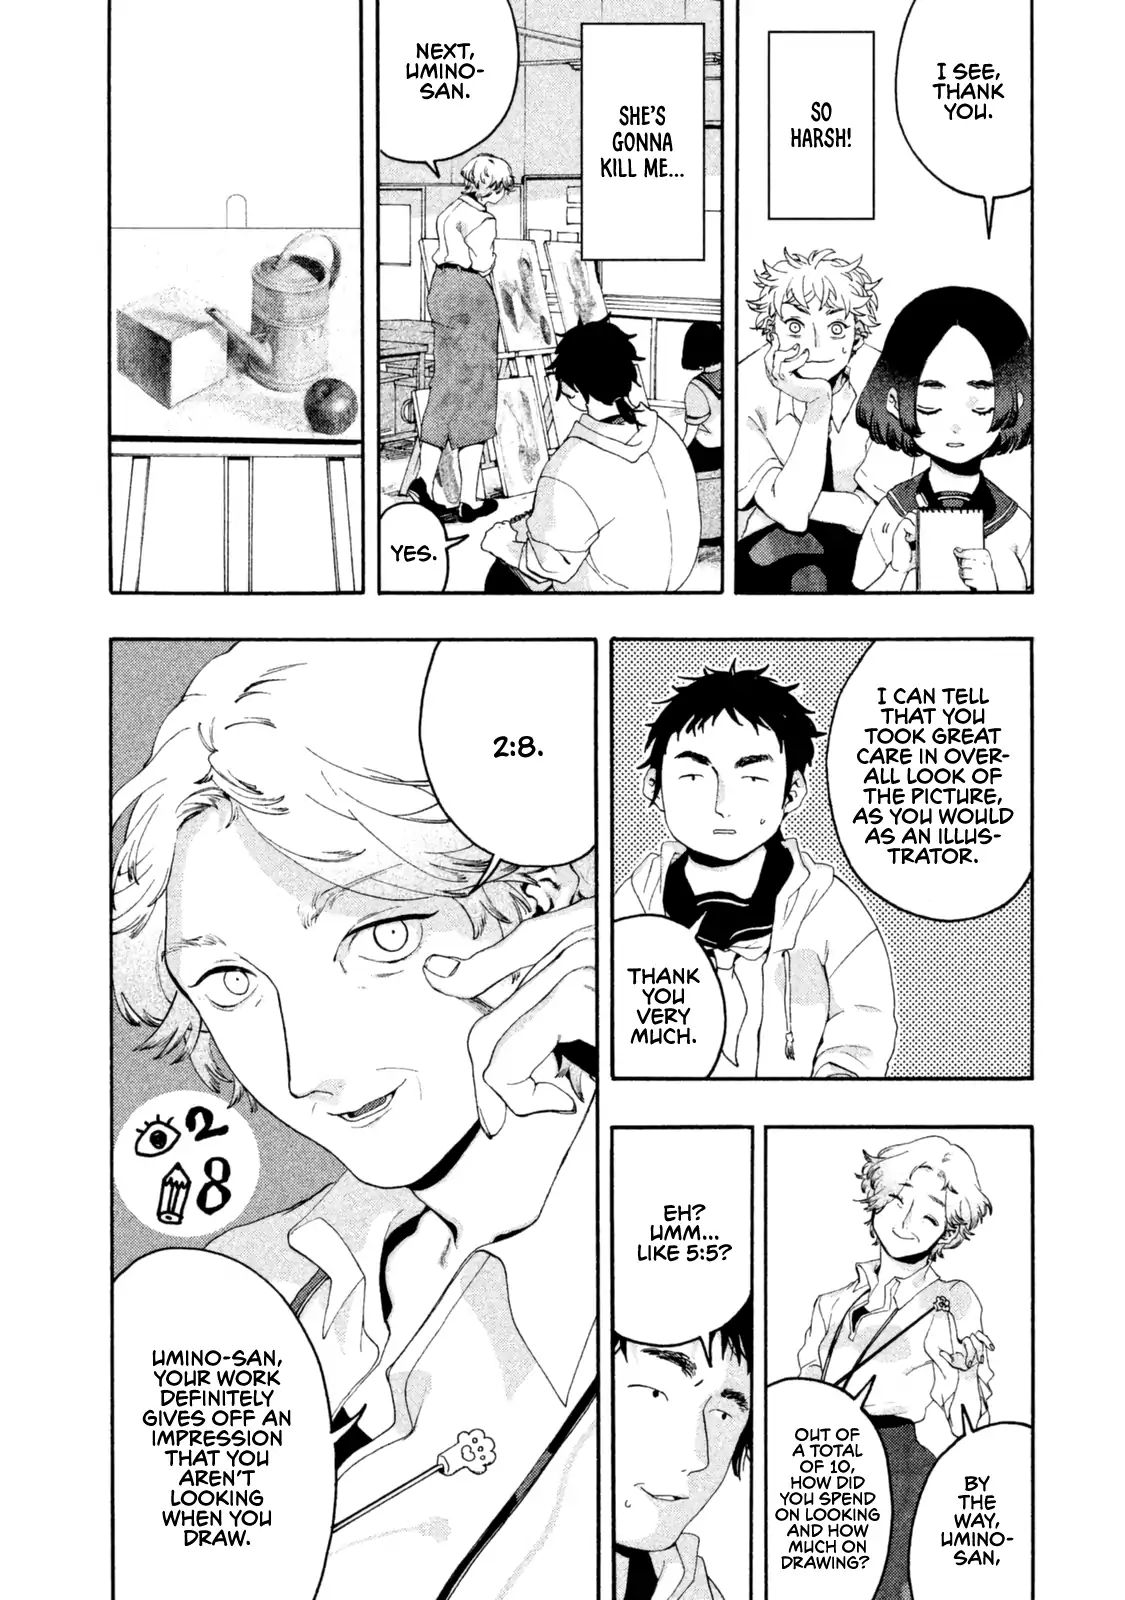 I SEE,
THANK
YOU.
SO
HARSH!
SHE'S
GONNA
KILL ME...
NEXT,
UMINO-
SAN.
YES.
I CAN TELL
THAT YOU
TOOK GREAT
CARE IN OVER-
ALL LOOK OF
THE PICTURE,
AS YOU WOULD
AS AN ILLUS-
TRATOR.
THANK
YOU
VERY
MUCH.
BY
THE
WAY,
UMINO-
SAN,
OUT OF
A TOTAL
OF 10,
HOW DID
YOU SPEND
ON LOOKING
AND HOW
MUCH ON
DRAWING?
EH?
UMM...
LIKE 5:5?
2:8.
2
8
UMINO-SAN,
YOUR WORK
DEFINITELY
GIVES OFF AN
IMPRESSION
THAT YOU
AREN'T
LOOKING
WHEN YOU
DRAW.